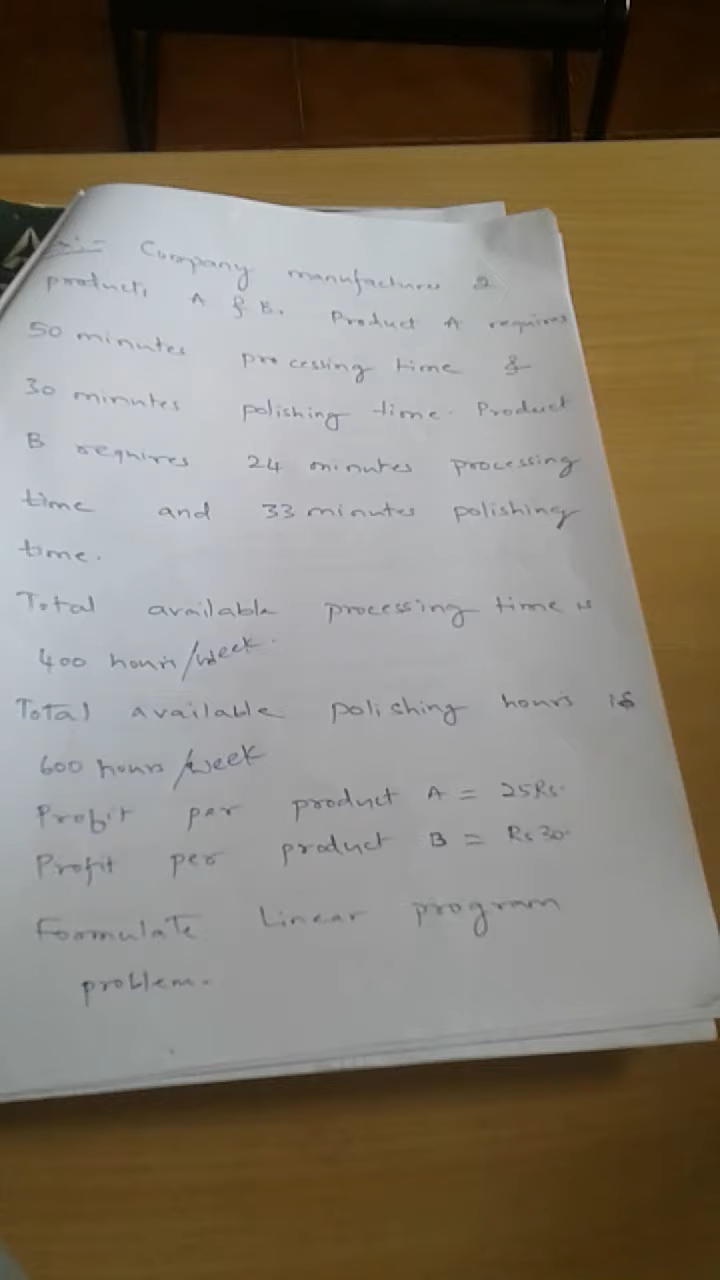 Ex:- Company manufactures 2
products A & B. Product A requires
50 minutes processing time &
30 minutes polishing time. Product
B requires 24 minutes processing
time and 33 minutes polishing
time.
Total available processing time is
400 hours/week.
Total available polishing hours is
600 hours/week
Profit per product A = 25Rs.
Profit per product B = Rs 30.
Formulate Linear program
problem.